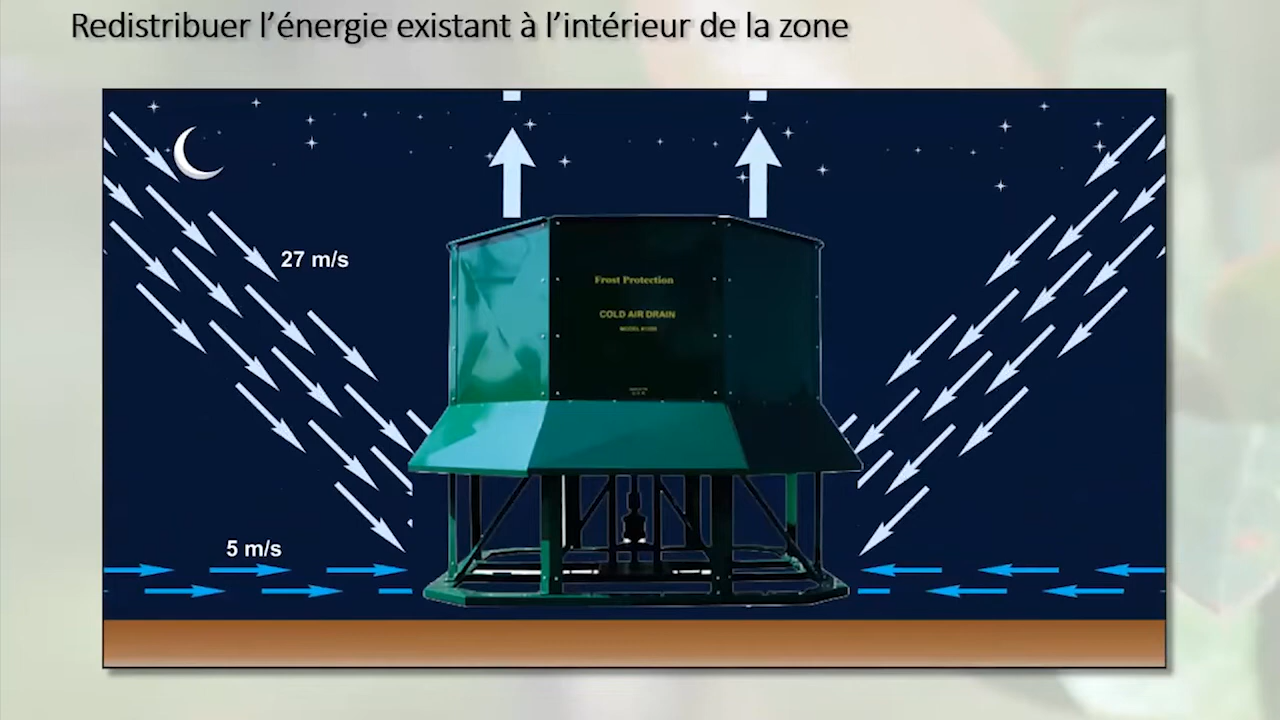 Redistribuer l’énergie existant à l’intérieur de la zone
27 m/s
Frost Protection
COLD AIR DRAIN
5 m/s